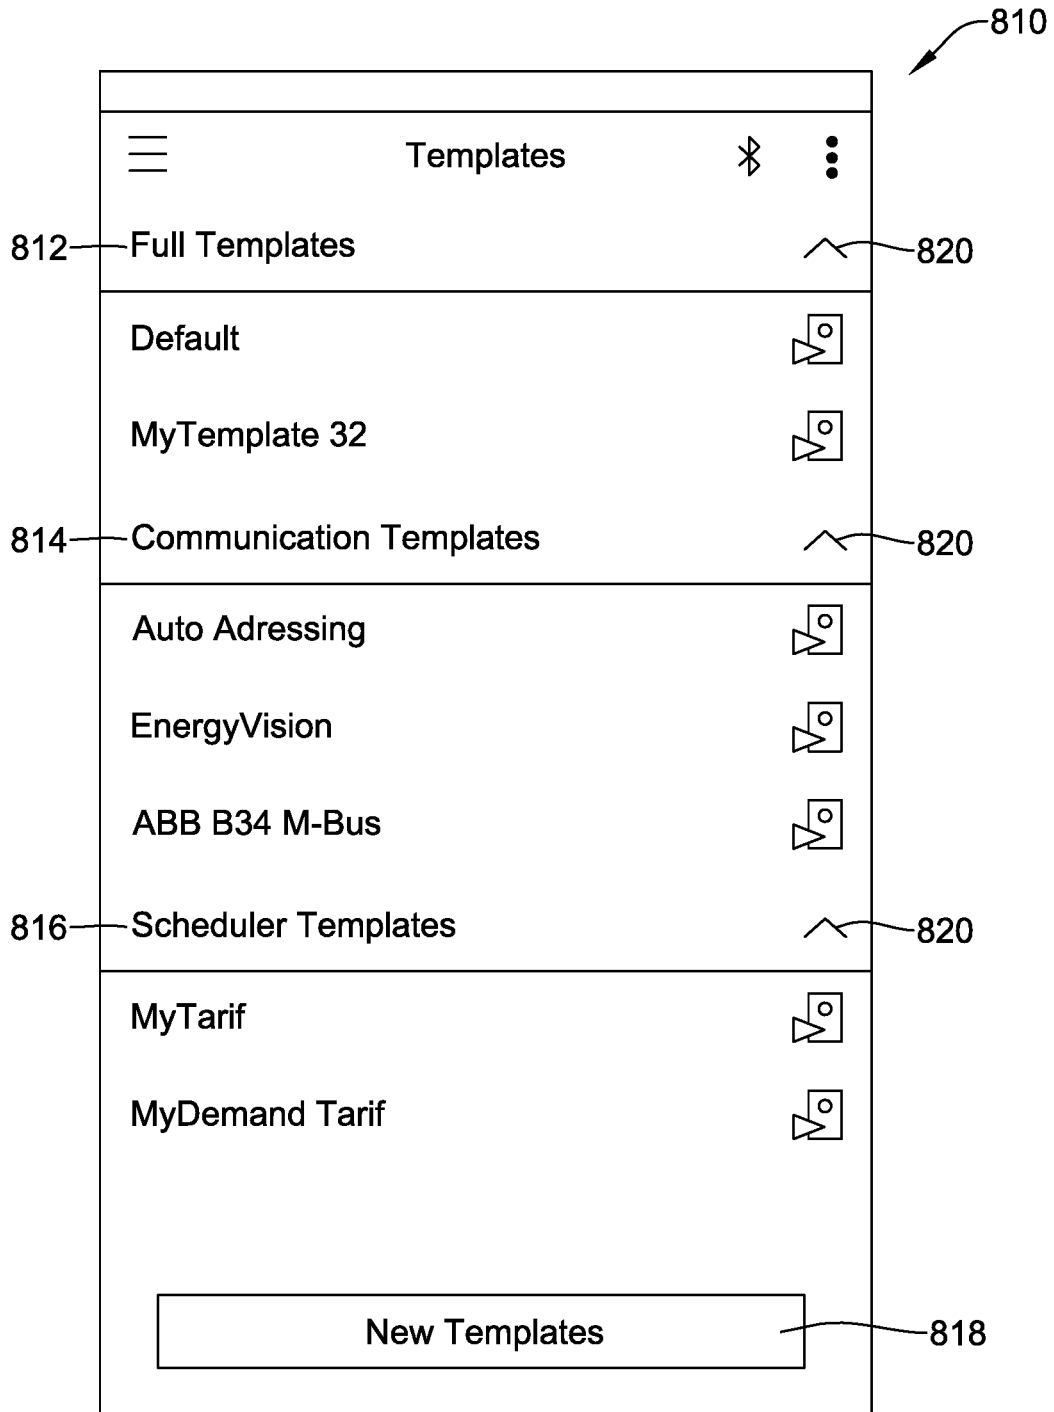 810
Templates
812 Full Templates 820
Default
MyTemplate 32
814 Communication Templates 820
Auto Adressing
EnergyVision
ABB B34 M-Bus
816 Scheduler Templates 820
MyTarif
MyDemand Tarif
New Templates 818